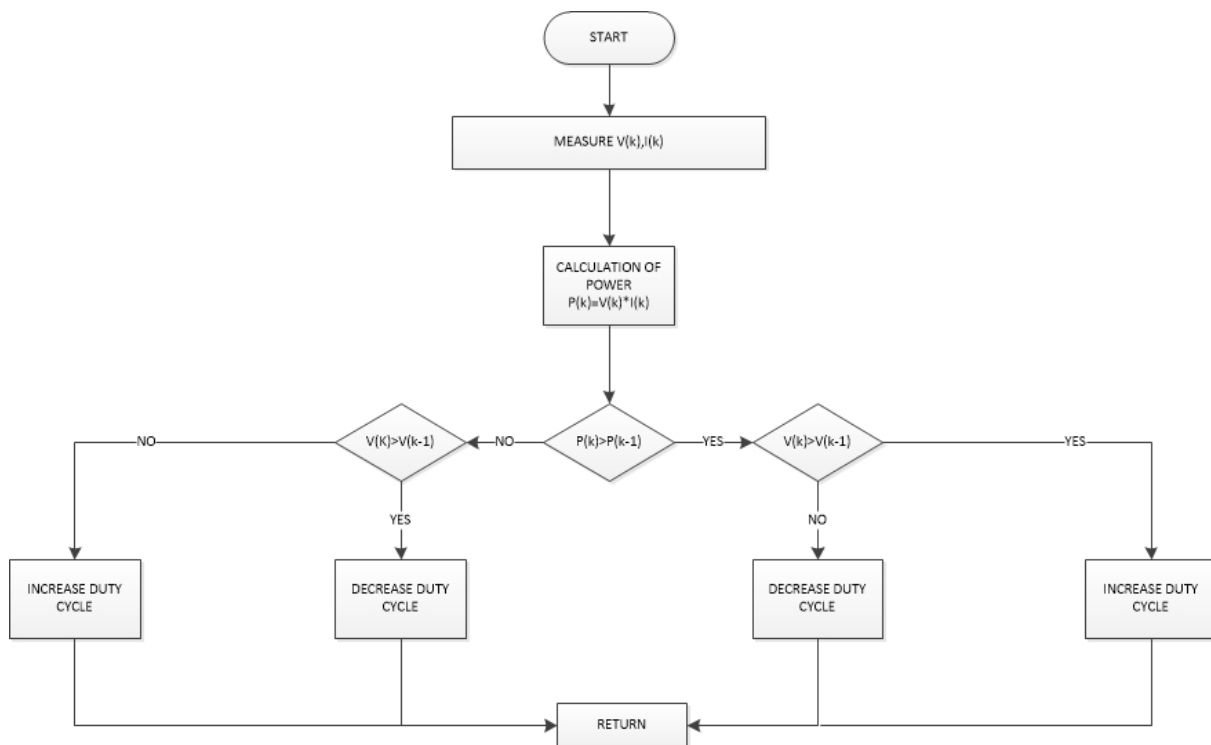 START
MEASURE V(k),I(k)
CALCULATION OF
POWER
P(k)=V(k)*I(k)
NO
V(K)>V(k-1)
NO
P(k)>P(k-1)
YES
V(k)>V(k-1)
YES
YES
NO
INCREASE DUTY
CYCLE
DECREASE DUTY
CYCLE
DECREASE DUTY
CYCLE
INCREASE DUTY
CYCLE
RETURN